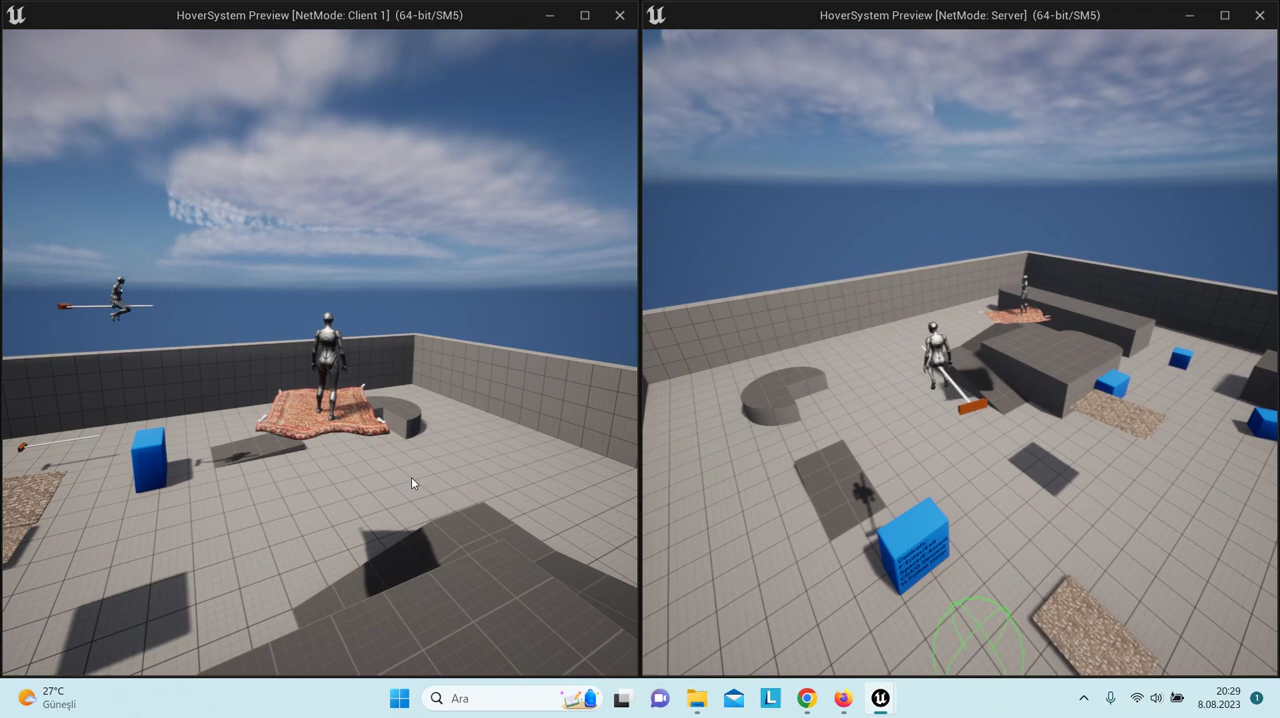 HoverSystem Preview [NetMode: Client 1] (64-bit/SM5)
HoverSystem Preview [NetMode: Server] (64-bit/SM5)
27°C
Güneşli
Ara
20:29
8.08.2023
1